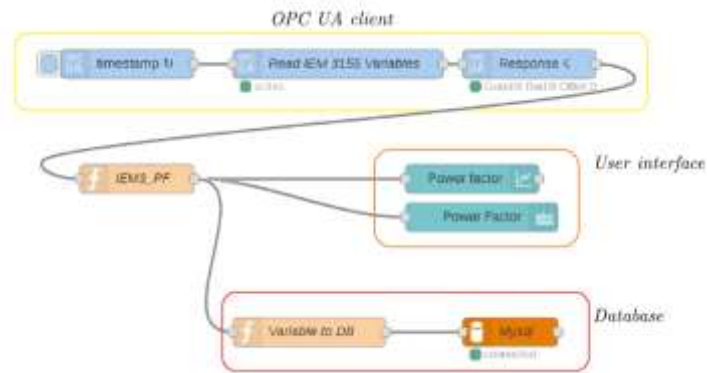 OPC UA client
timestamp ↻
Read IEM 3155 Variables
Response
active
User interface
IEM3_PF
Power factor
Power Factor
Database
Variable to DB
Mysql
connected